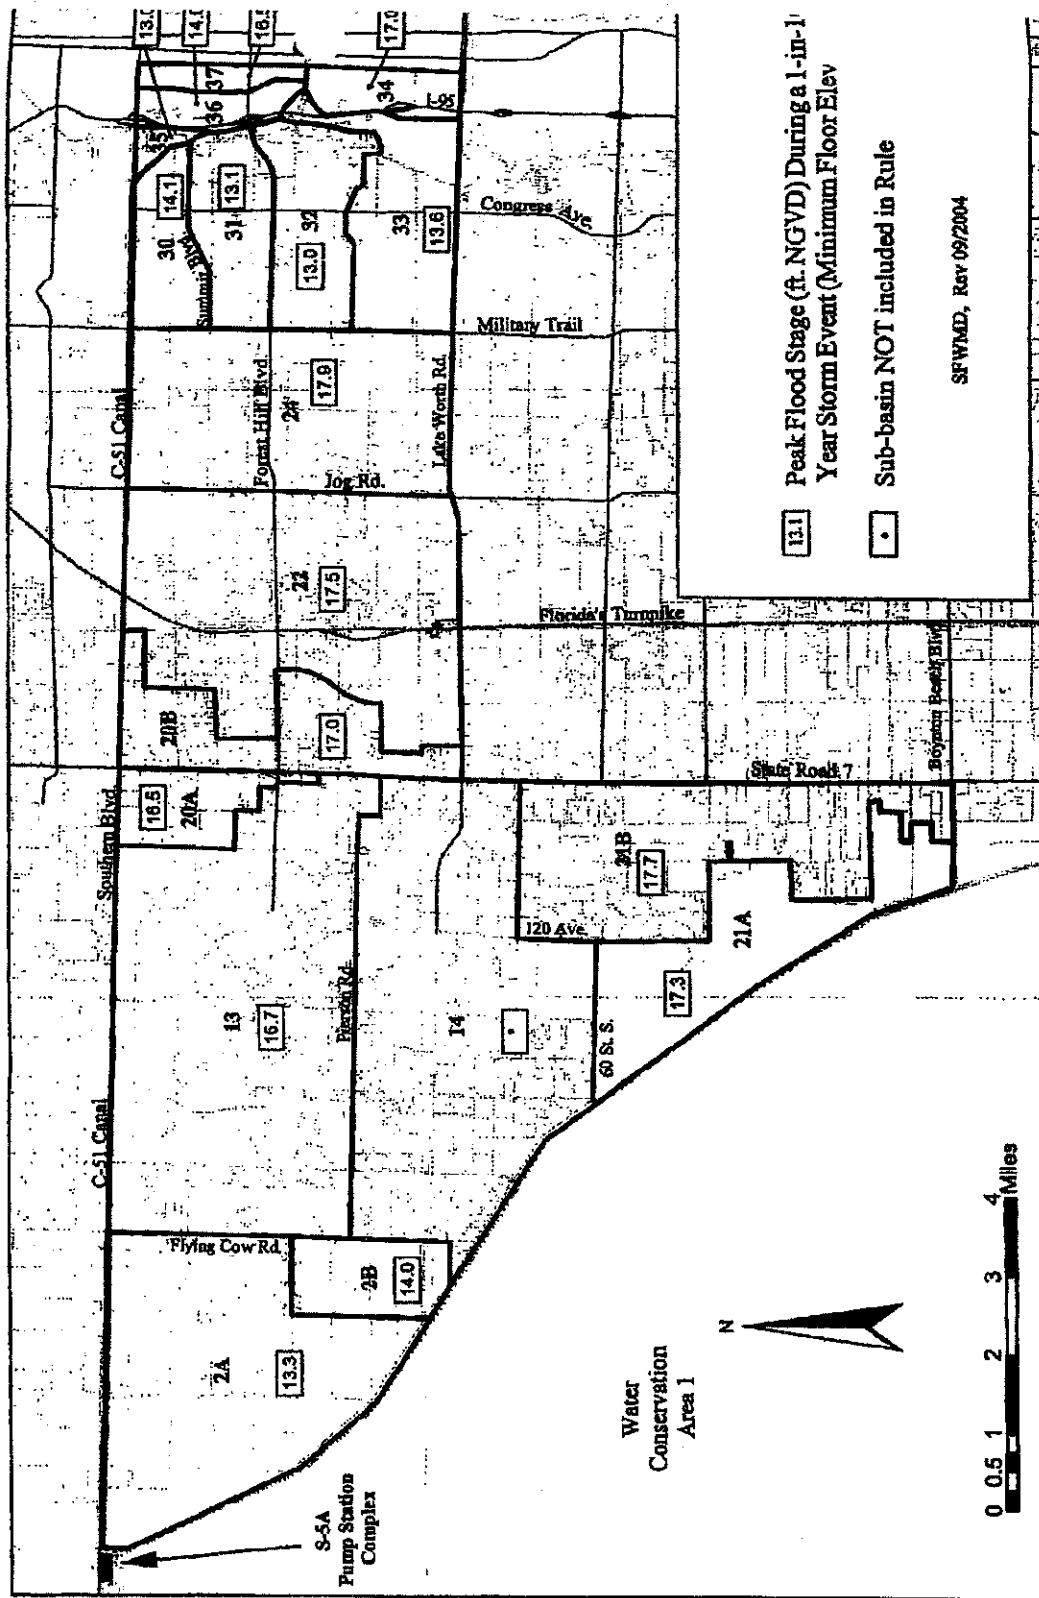 C-51 Canal
Southern Blvd.
C-51 Canal
35
36
37
30
14.1
Summit Blvd.
31
13.1
32
13.0
33
13.6
34
17.0
I-95
Congress Ave.
Military Trail
Forest Hill Blvd.
24
17.9
Lake Worth Rd.
Jog Rd.
22
17.5
Florida's Turnpike
20B
17.0
16.5
20A
State Road 7
Boynton Beach Blvd.
13
16.7
Pierson Rd.
14
*
120 Ave.
21B
17.7
21A
17.3
60 St. S.
Flying Cow Rd.
2B
14.0
2A
13.3
S-5A
Pump Station
Complex
Water
Conservation
Area 1
N
0 0.5 1 2 3 4
Miles
13.1 Peak Flood Stage (ft. NGVD) During a 1-in-1
Year Storm Event (Minimum Floor Elev
* Sub-basin NOT included in Rule
SFWMD, Rev 09/2004